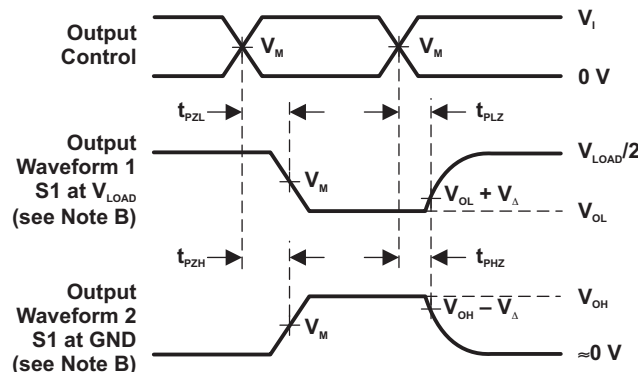 Output
Control
V_M
V_M
V_I
0 V
t_PZL
t_PLZ
Output
Waveform 1
S1 at V_LOAD
(see Note B)
V_M
V_OL + V_Δ
V_LOAD/2
V_OL
t_PZH
t_PHZ
Output
Waveform 2
S1 at GND
(see Note B)
V_M
V_OH – V_Δ
V_OH
≈0 V